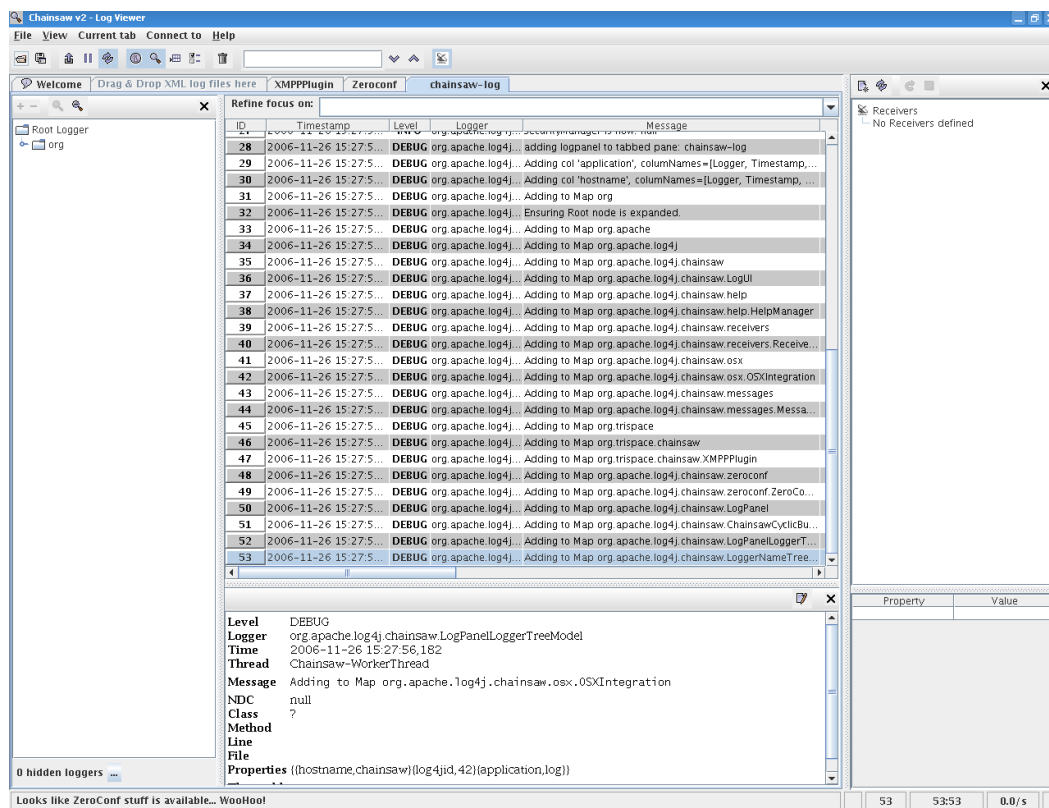 Chainsaw v2 - Log Viewer
File View Current tab Connect to Help
Welcome Drag & Drop XML log files here XMPPPlugin Zeroconf chainsaw-log
Refine focus on:
Root Logger
org
ID Timestamp Level Logger Message
28 2006-11-26 15:27:5... DEBUG org.apache.log4j... adding logpanel to tabbed pane: chainsaw-log
29 2006-11-26 15:27:5... DEBUG org.apache.log4j... Adding col 'application', columNames=[Logger, Timestamp,...
30 2006-11-26 15:27:5... DEBUG org.apache.log4j... Adding col 'hostname', columNames=[Logger, Timestamp, ...
31 2006-11-26 15:27:5... DEBUG org.apache.log4j... Adding to Map org
32 2006-11-26 15:27:5... DEBUG org.apache.log4j... Ensuring Root node is expanded.
33 2006-11-26 15:27:5... DEBUG org.apache.log4j... Adding to Map org.apache
34 2006-11-26 15:27:5... DEBUG org.apache.log4j... Adding to Map org.apache.log4j
35 2006-11-26 15:27:5... DEBUG org.apache.log4j... Adding to Map org.apache.log4j.chainsaw
36 2006-11-26 15:27:5... DEBUG org.apache.log4j... Adding to Map org.apache.log4j.chainsaw.LogUI
37 2006-11-26 15:27:5... DEBUG org.apache.log4j... Adding to Map org.apache.log4j.chainsaw.help
38 2006-11-26 15:27:5... DEBUG org.apache.log4j... Adding to Map org.apache.log4j.chainsaw.help.HelpManager
39 2006-11-26 15:27:5... DEBUG org.apache.log4j... Adding to Map org.apache.log4j.chainsaw.receivers
40 2006-11-26 15:27:5... DEBUG org.apache.log4j... Adding to Map org.apache.log4j.chainsaw.receivers.Receive...
41 2006-11-26 15:27:5... DEBUG org.apache.log4j... Adding to Map org.apache.log4j.chainsaw.osx
42 2006-11-26 15:27:5... DEBUG org.apache.log4j... Adding to Map org.apache.log4j.chainsaw.osx.OSXIntegration
43 2006-11-26 15:27:5... DEBUG org.apache.log4j... Adding to Map org.apache.log4j.chainsaw.messages
44 2006-11-26 15:27:5... DEBUG org.apache.log4j... Adding to Map org.apache.log4j.chainsaw.messages.Messa...
45 2006-11-26 15:27:5... DEBUG org.apache.log4j... Adding to Map org.trispace
46 2006-11-26 15:27:5... DEBUG org.apache.log4j... Adding to Map org.trispace.chainsaw
47 2006-11-26 15:27:5... DEBUG org.apache.log4j... Adding to Map org.trispace.chainsaw.XMPPPlugin
48 2006-11-26 15:27:5... DEBUG org.apache.log4j... Adding to Map org.apache.log4j.chainsaw.zeroconf
49 2006-11-26 15:27:5... DEBUG org.apache.log4j... Adding to Map org.apache.log4j.chainsaw.zeroconf.ZeroCo...
50 2006-11-26 15:27:5... DEBUG org.apache.log4j... Adding to Map org.apache.log4j.chainsaw.LogPanel
51 2006-11-26 15:27:5... DEBUG org.apache.log4j... Adding to Map org.apache.log4j.chainsaw.ChainsawCyclicBu...
52 2006-11-26 15:27:5... DEBUG org.apache.log4j... Adding to Map org.apache.log4j.chainsaw.LogPanelLoggerT...
53 2006-11-26 15:27:5... DEBUG org.apache.log4j... Adding to Map org.apache.log4j.chainsaw.LoggerNameTree...
Level DEBUG
Logger org.apache.log4j.chainsaw.LogPanelLoggerTreeModel
Time 2006-11-26 15:27:56,182
Thread Chainsaw-WorkerThread
Message Adding to Map org.apache.log4j.chainsaw.osx.OSXIntegration
NDC null
Class ?
Method
Line
File
Properties {{hostname,chainsaw}{log4jid,42}{application,log}}
Receivers
No Receivers defined
Property Value
0 hidden loggers ...
Looks like ZeroConf stuff is available... WooHoo!
53 53:53 0.0/s